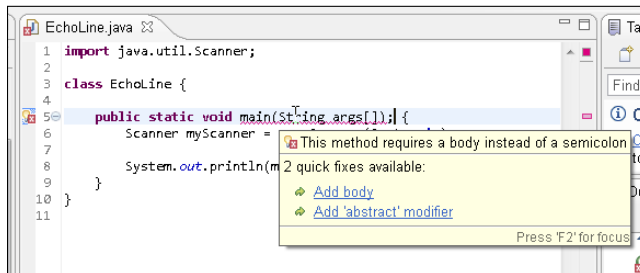 EchoLine.java
Ta
1 import java.util.Scanner;
2
3 class EchoLine {
4
5 public static void main(String args[]); {
6 Scanner myScanner =
7
8 System.out.println(m
9 }
10 }
11
This method requires a body instead of a semicolon
2 quick fixes available:
Add body
Add 'abstract' modifier
Press 'F2' for focus
Find